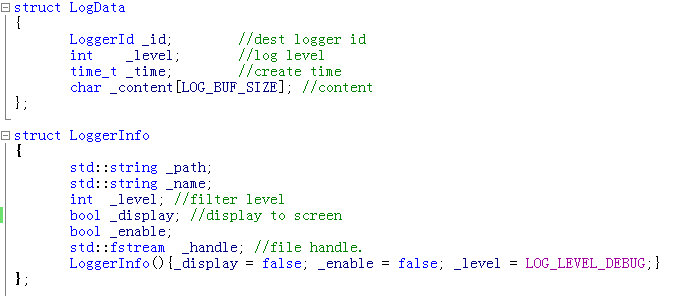 struct LogData
{
LoggerId _id; //dest logger id
int _level; //log level
time_t _time; //create time
char _content[LOG_BUF_SIZE]; //content
};
struct LoggerInfo
{
std::string _path;
std::string _name;
int _level; //filter level
bool _display; //display to screen
bool _enable;
std::fstream _handle; //file handle.
LoggerInfo(){_display = false; _enable = false; _level = LOG_LEVEL_DEBUG;}
};